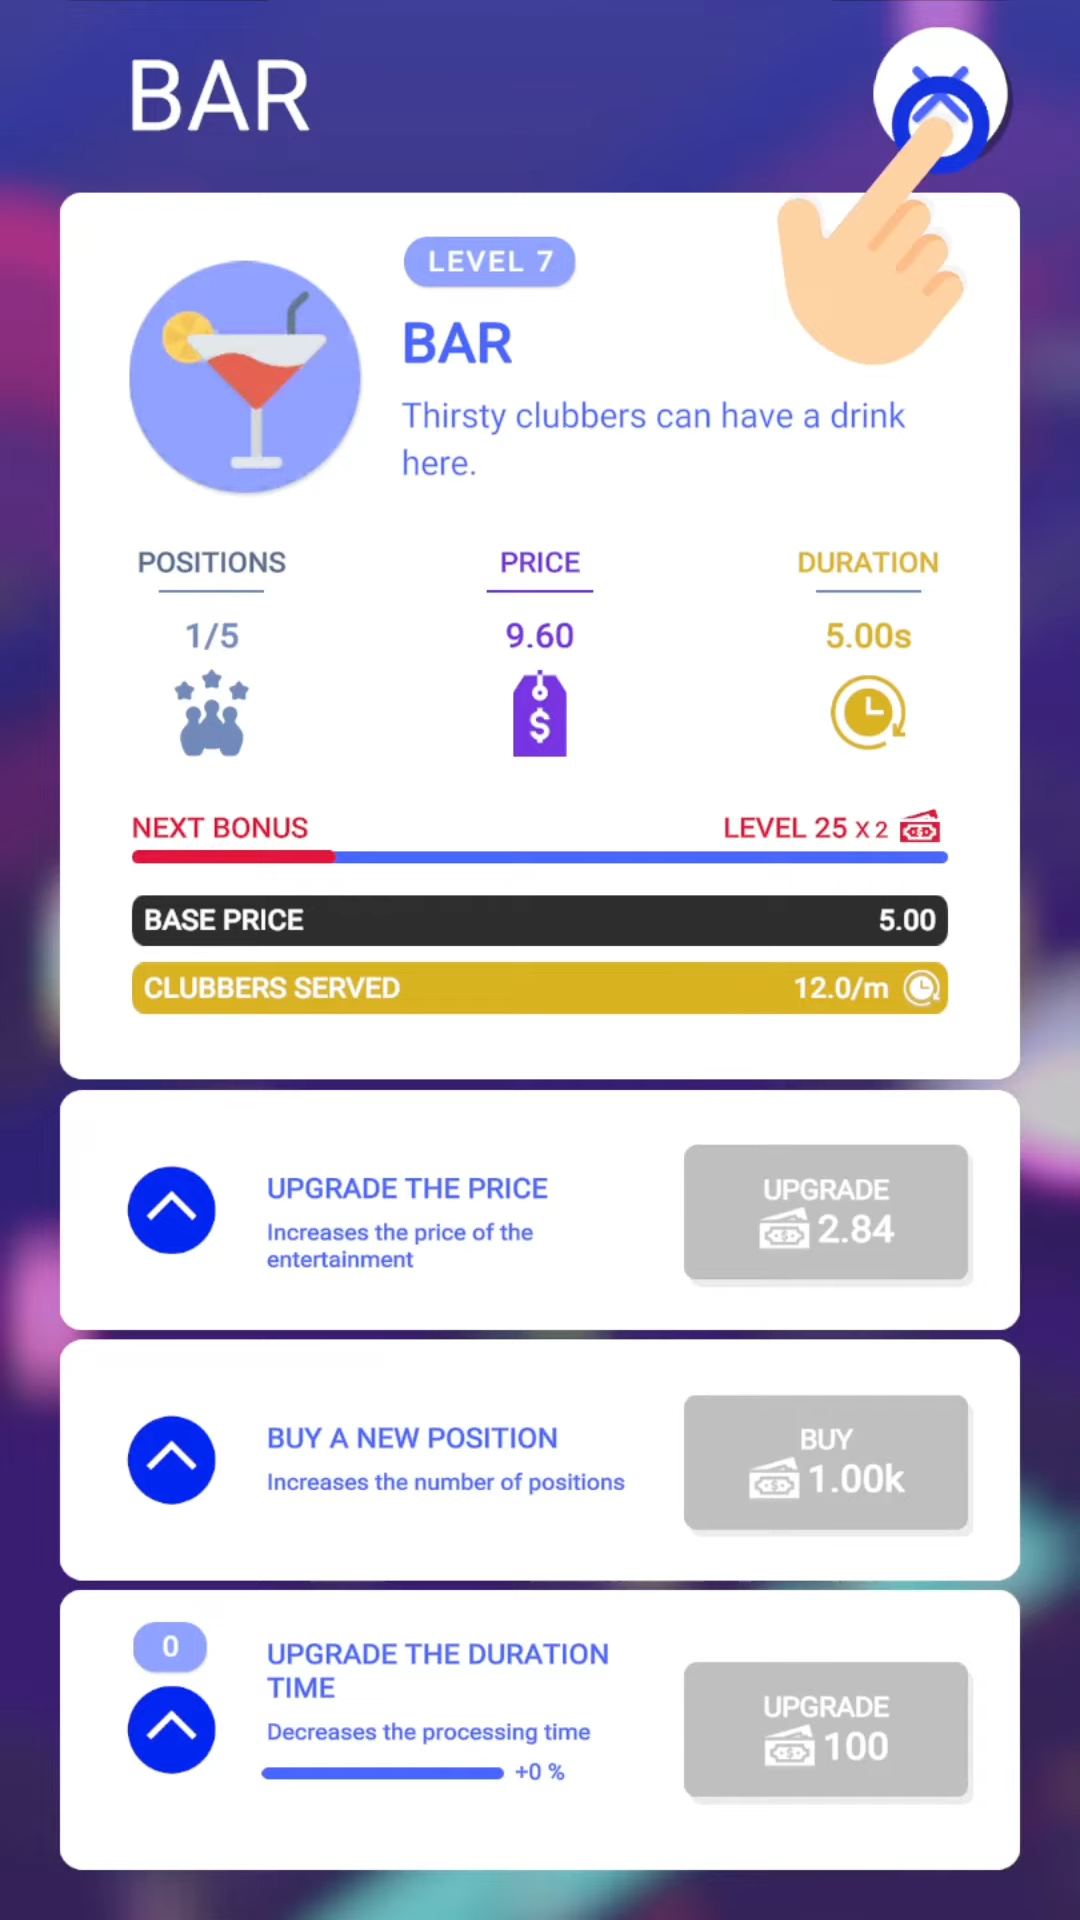 BAR
LEVEL 7
BAR
Thirsty clubbers can have a drink
here.
POSITIONS
PRICE
DURATION
1/5
9.60
5.00s
NEXT BONUS
LEVEL 25 X 2
BASE PRICE
5.00
CLUBBERS SERVED
12.0/m
UPGRADE THE PRICE
Increases the price of the
entertainment
UPGRADE
2.84
BUY A NEW POSITION
Increases the number of positions
BUY
1.00k
0
UPGRADE THE DURATION
TIME
Decreases the processing time
+0 %
UPGRADE
100